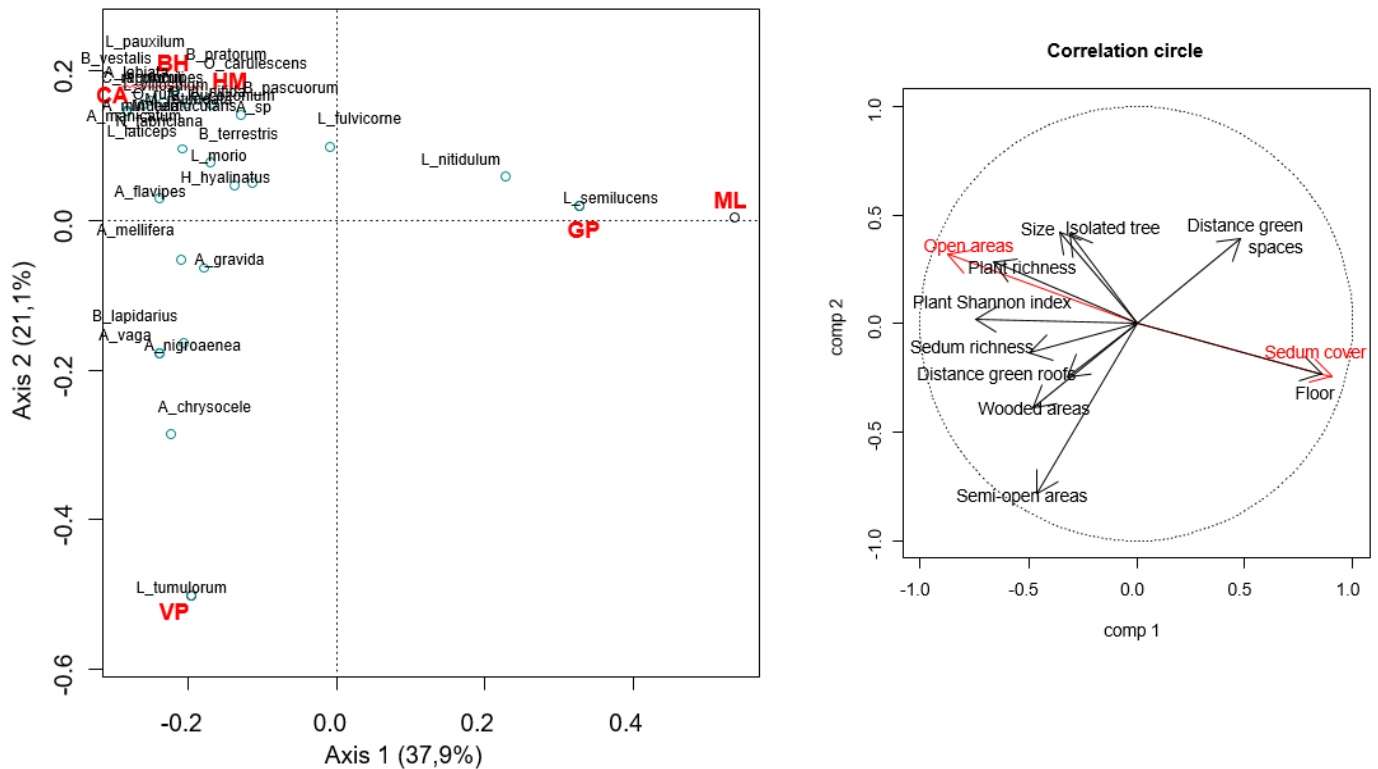 L_pauxilum
B_vestalis
BH
B_pratorum
O_carulescens
HM
B_pascuorum
CA
A_sp
A_manicatum
L_fulvicorne
L_laticeps
B_terrestris
L_morio
L_nitidulum
H_hyalinatus
A_flavipes
L_semilucens
ML
GP
A_mellifera
A_gravida
B_lapidarius
A_vaga
A_nigroaenea
A_chrysocele
L_tumulorum
VP
0.2
0.0
-0.2
-0.4
-0.6
Axis 2 (21,1%)
-0.2
0.0
0.2
0.4
Axis 1 (37,9%)
Correlation circle
1.0
0.5
0.0
-0.5
-1.0
comp 2
Size
Isolated tree
Distance green
spaces
Open areas
Plant richness
Plant Shannon index
Sedum richness
Sedum cover
Distance green roofs
Floor
Wooded areas
Semi-open areas
-1.0
-0.5
0.0
0.5
1.0
comp 1